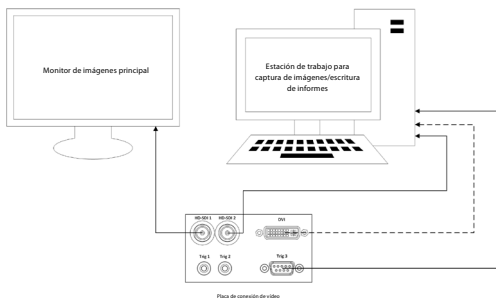 Monitor de imágenes principal
Estación de trabajo para
captura de imágenes/escritura
de informes
HD-SDI 1
HD-SDI 2
DVI
Trig 1
Trig 2
Trig 3
Placa de conexión de vídeo